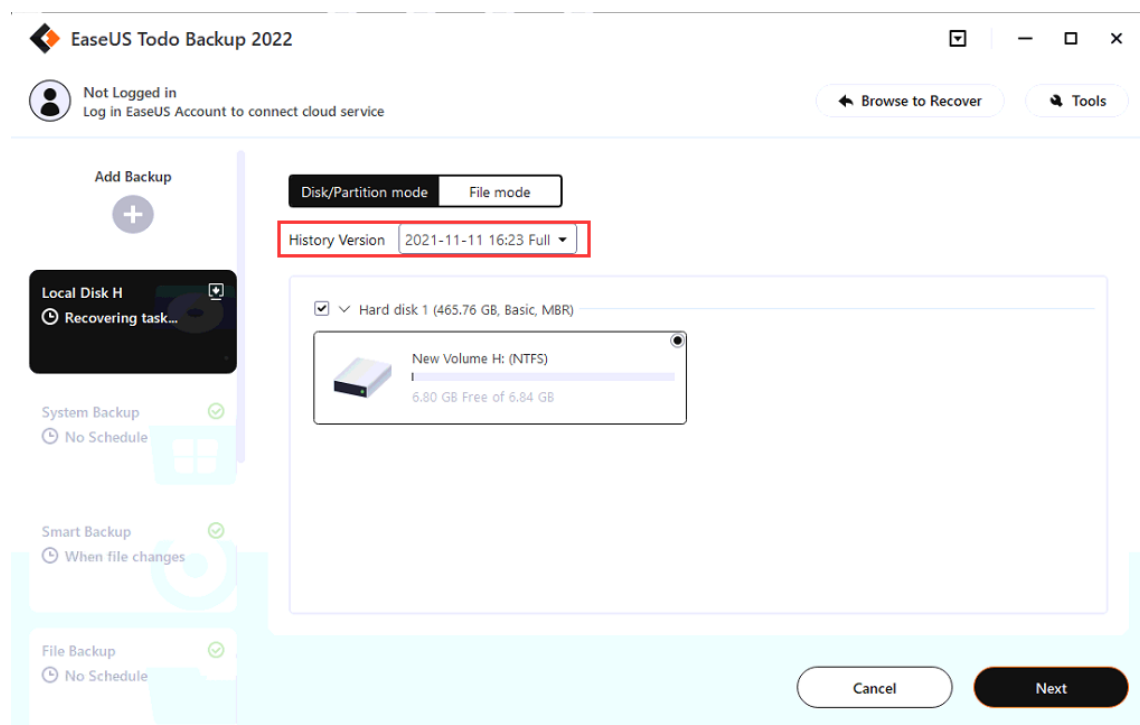 EaseUS Todo Backup 2022
Not Logged in
Log in EaseUS Account to connect cloud service
Browse to Recover
Tools
Add Backup
Disk/Partition mode
File mode
History Version
2021-11-11 16:23 Full
Local Disk H
Recovering task...
Hard disk 1 (465.76 GB, Basic, MBR)
New Volume H: (NTFS)
6.80 GB Free of 6.84 GB
System Backup
No Schedule
Smart Backup
When file changes
File Backup
No Schedule
Cancel
Next